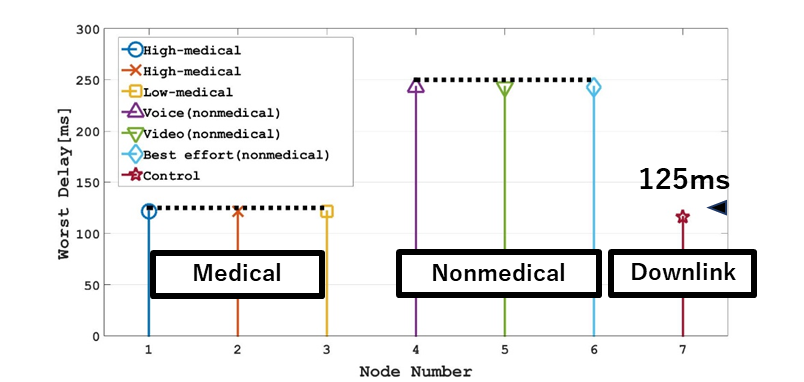 300
250
200
150
100
50
0
Worst Delay[ms]
High-medical
High-medical
Low-medical
Voice(nonmedical)
Video(nonmedical)
Best effort(nonmedical)
Control
125ms
Medical
Nonmedical
Downlink
1 2 3 4 5 6 7
Node Number